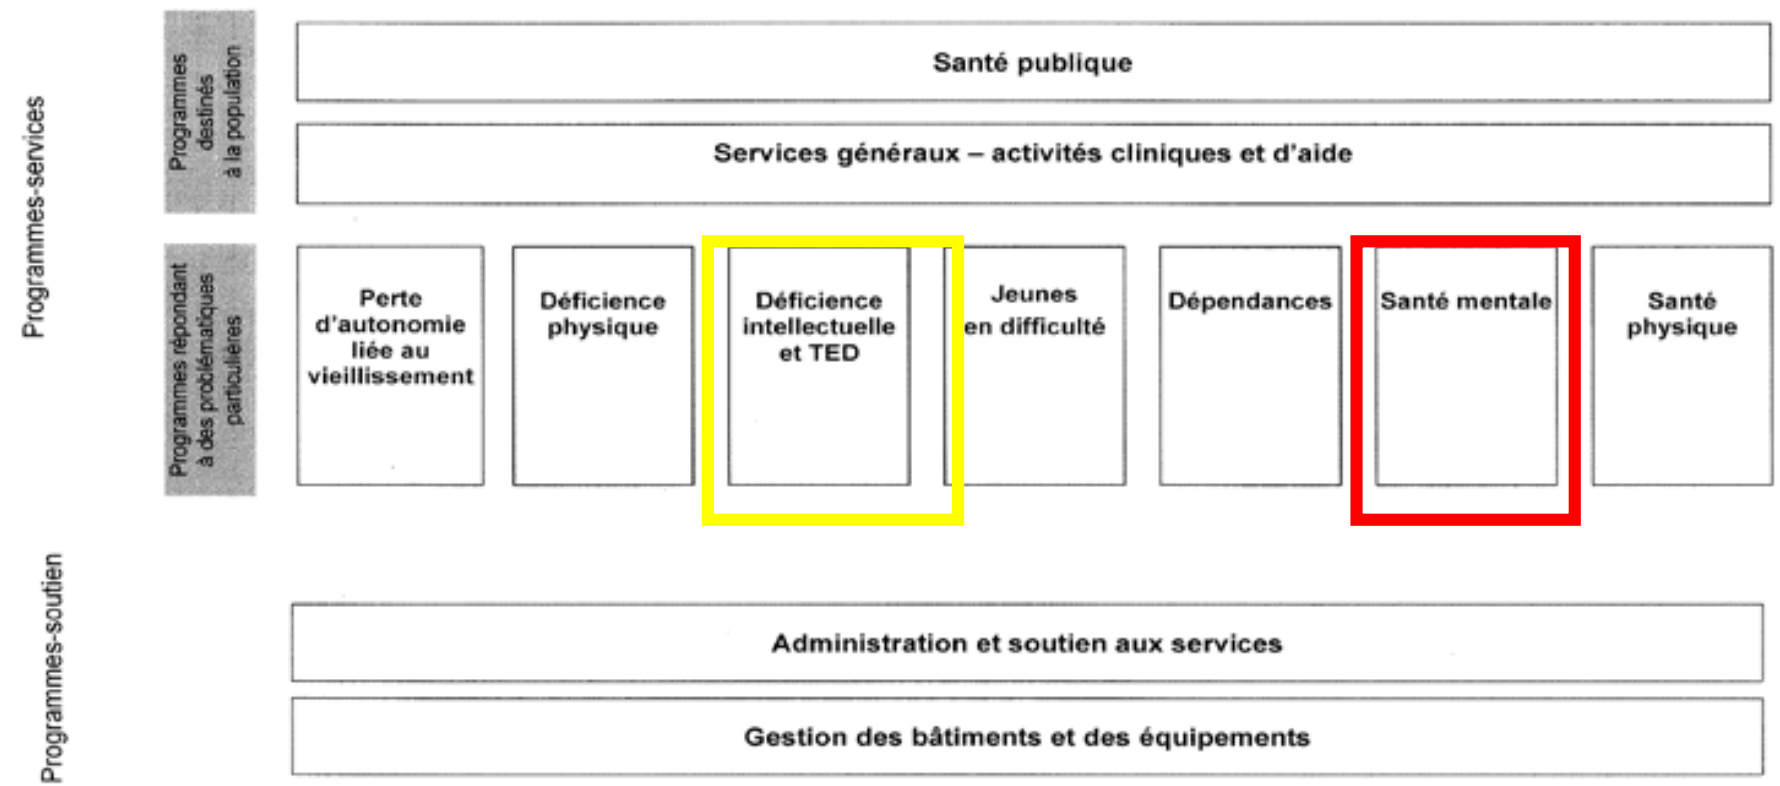 Programmes-services
Programmes
destinés
à la population
Santé publique
Services généraux – activités cliniques et d'aide
Programmes répondant
à des problématiques
particulières
Perte
d'autonomie
liée au
vieillissement
Déficience
physique
Déficience
intellectuelle
et TED
Jeunes
en difficulté
Dépendances
Santé mentale
Santé
physique
Programmes-soutien
Administration et soutien aux services
Gestion des bâtiments et des équipements